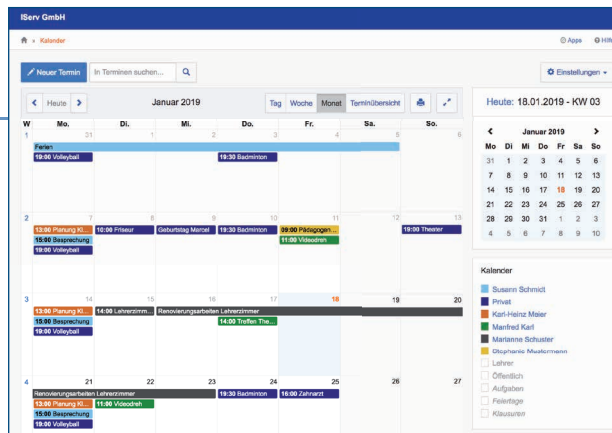 IServ GmbH
» Kalender
Apps Hilfe
Neuer Termin In Terminen suchen... Einstellungen
Heute Januar 2019 Tag Woche Monat Terminübersicht
W Mo. Di. Mi. Do. Fr. Sa. So.
1 31 1 2 3 4 5 6
Ferien
19:00 Volleyball 19:30 Badminton
2 7 8 9 10 11 12 13
13:00 Planung Kl... 10:00 Friseur Geburtstag Marcel 19:30 Badminton 09:00 Pädagogen... 19:00 Theater
15:00 Besprechung 11:00 Videodreh
19:00 Volleyball
3 14 15 16 17 18 19 20
13:00 Planung Kl... 14:00 Lehrerzimm... Renovierungsarbeiten Lehrerzimmer
15:00 Besprechung 14:00 Treffen The...
19:00 Volleyball
4 21 22 23 24 25 26 27
Renovierungsarbeiten Lehrerzimmer 19:30 Badminton 16:00 Zahnarzt
13:00 Planung Kl... 11:00 Videodreh
15:00 Besprechung
19:00 Volleyball
Heute: 18.01.2019 - KW 03
Januar 2019
Mo Di Mi Do Fr Sa So
31 1 2 3 4 5 6
7 8 9 10 11 12 13
14 15 16 17 18 19 20
21 22 23 24 25 26 27
28 29 30 31 1 2 3
4 5 6 7 8 9 10
Kalender
Susann Schmidt
Privat
Karl-Heinz Maier
Manfred Karl
Marianne Schuster
Stephanie Mustermann
Lehrer
Öffentlich
Aufgaben
Feiertage
Klausuren